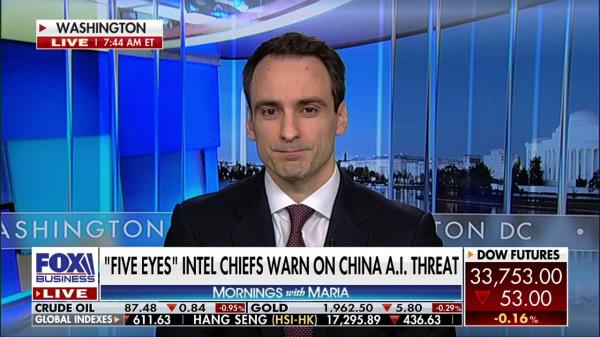 WASHINGTON
LIVE 7:44 AM ET
ASHINGTON
NGTON DC
FOX
BUSINESS
LIVE
"FIVE EYES" INTEL CHIEFS WARN ON CHINA A.I. THREAT
MORNINGS with MARIA
DOW FUTURES
33,753.00
▼ 53.00
-0.16%
CRUDE OIL 87.48 ▼ 0.84 -0.95% GOLD 1,962.50 ▼ 5.80 -0.29%
GLOBAL INDEXES ▼ 611.63 HANG SENG (HSI-HK) 17,295.89 ▼ 436.63